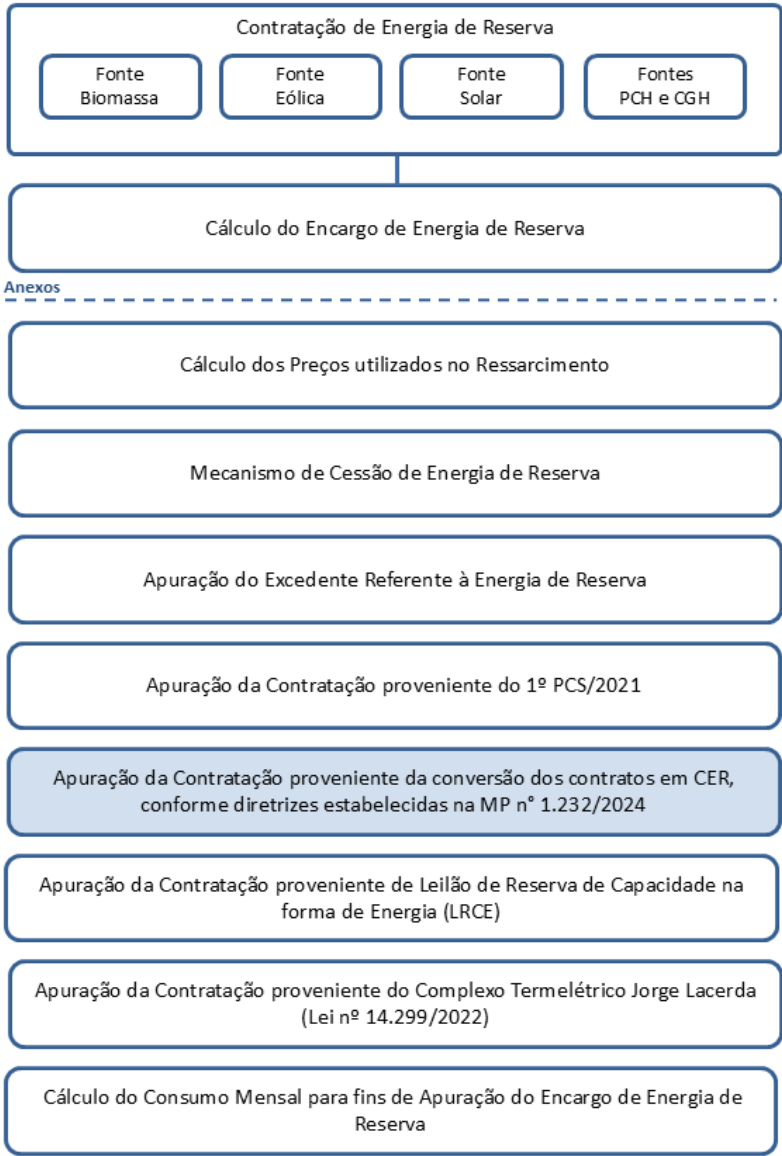 Contratação de Energia de Reserva
Fonte
Biomassa
Fonte
Eólica
Fonte
Solar
Fontes
PCH e CGH
Cálculo do Encargo de Energia de Reserva
Anexos
Cálculo dos Preços utilizados no Ressarcimento
Mecanismo de Cessão de Energia de Reserva
Apuração do Excedente Referente à Energia de Reserva
Apuração da Contratação proveniente do 1º PCS/2021
Apuração da Contratação proveniente da conversão dos contratos em CER,
conforme diretrizes estabelecidas na MP n° 1.232/2024
Apuração da Contratação proveniente de Leilão de Reserva de Capacidade na
forma de Energia (LRCE)
Apuração da Contratação proveniente do Complexo Termelétrico Jorge Lacerda
(Lei nº 14.299/2022)
Cálculo do Consumo Mensal para fins de Apuração do Encargo de Energia de
Reserva